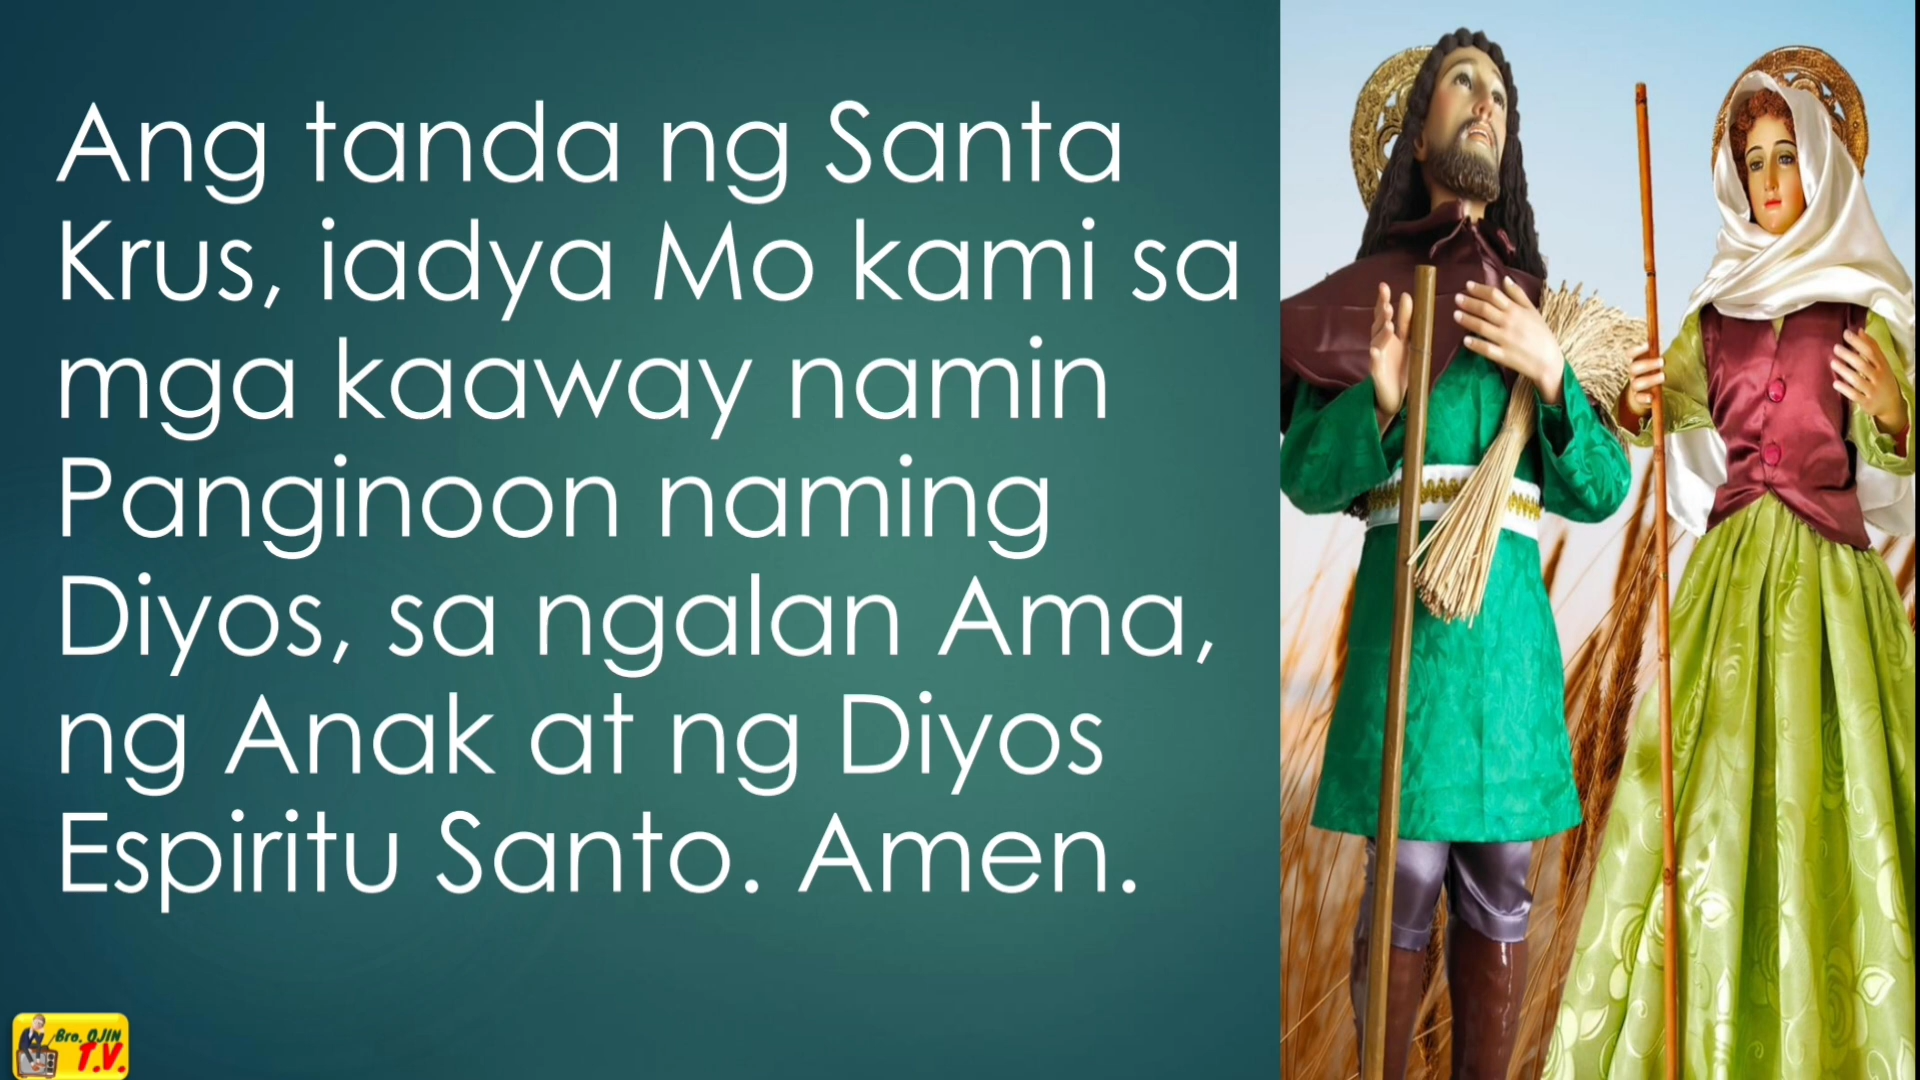 Ang tanda ng Santa
Krus, iadya Mo kami sa
mga kaaway namin
Panginoon naming
Diyos, sa ngalan Ama,
ng Anak at ng Diyos
Espiritu Santo. Amen.
Bro. OJIN
T.V.